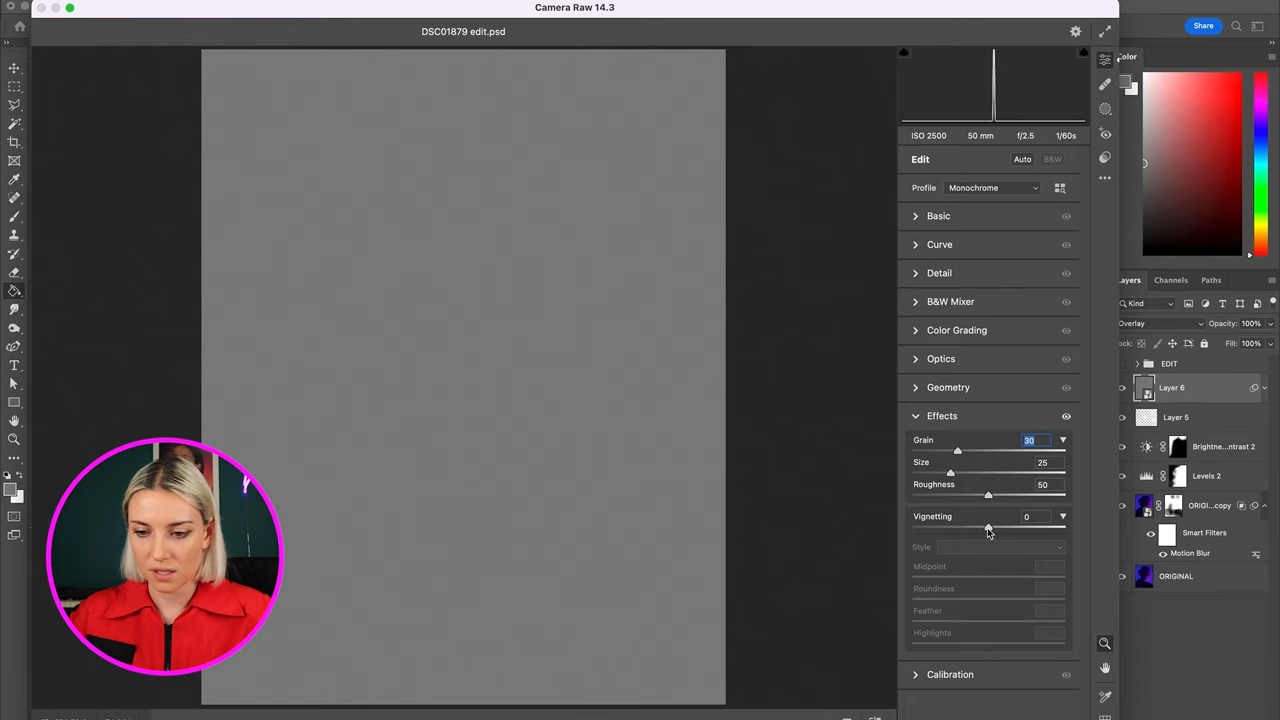 Camera Raw 14.3
DSC01879 edit.psd
Share
Color
ISO 2500 50 mm f/2.5 1/60s
Edit Auto B&W
Profile Monochrome
Basic
Curve
Detail
B&W Mixer
Color Grading
Optics
Geometry
Effects
Grain 30
Size 25
Roughness 50
Vignetting 0
Style
Midpoint
Roundness
Feather
Highlights
Calibration
ayers Channels Paths
Kind
Overlay Opacity: 100%
ock: Fill: 100%
EDIT
Layer 6
Layer 5
Brightne...ntrast 2
Levels 2
ORIGI...copy
Smart Filters
Motion Blur
ORIGINAL